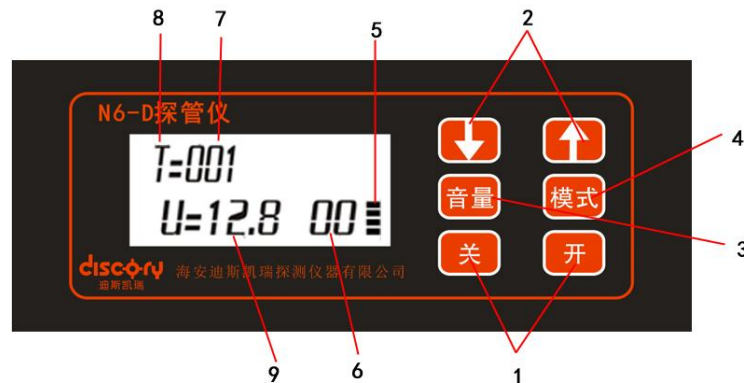 8 7 5 2
N6-D探管仪
T=001
U=12.8 00
音量 模式
4
3
关 开
discory
迪斯凯瑞
海安迪斯凯瑞探测仪器有限公司
9 6 1